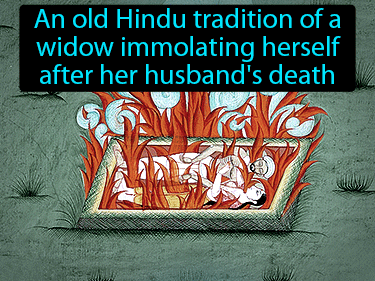 An old Hindu tradition of a
widow immolating herself
after her husband's death